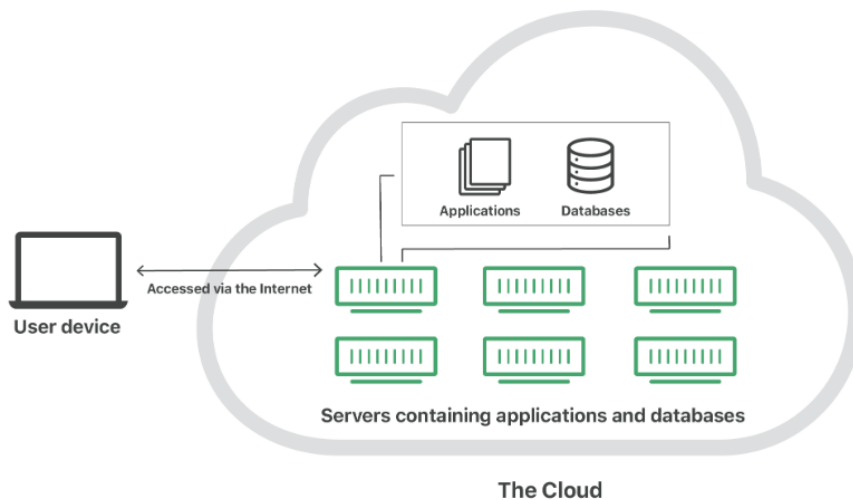 Applications
Databases
Accessed via the Internet
User device
Servers containing applications and databases
The Cloud